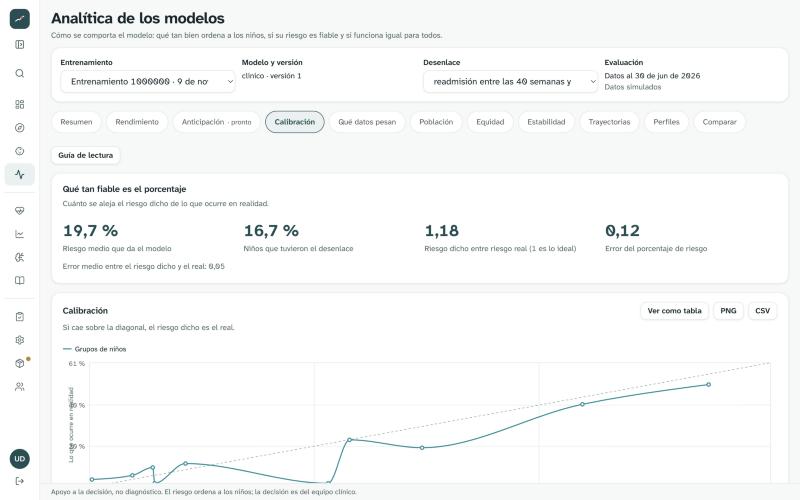 Analítica de los modelos
Cómo se comporta el modelo: qué tan bien ordena a los niños, si su riesgo es fiable y si funciona igual para todos.
Entrenamiento
Modelo y versión
Desenlace
Evaluación
Entrenamiento 1000000 · 9 de no
clínico · versión 1
readmisión entre las 40 semanas y
Datos al 30 de jun de 2026
Datos simulados
Resumen
Rendimiento
Anticipación · pronto
Calibración
Qué datos pesan
Población
Equidad
Estabilidad
Trayectorias
Perfiles
Comparar
Guía de lectura
Qué tan fiable es el porcentaje
Cuánto se aleja el riesgo dicho de lo que ocurre en realidad.
19,7 %
16,7 %
1,18
0,12
Riesgo medio que da el modelo
Niños que tuvieron el desenlace
Riesgo dicho entre riesgo real (1 es lo ideal)
Error del porcentaje de riesgo
Error medio entre el riesgo dicho y el real: 0,05
Calibración
Ver como tabla
PNG
CSV
Si cae sobre la diagonal, el riesgo dicho es el real.
Grupos de niños
61 %
Lo que ocurre en realidad
UD
Apoyo a la decisión, no diagnóstico. El riesgo ordena a los niños; la decisión es del equipo clínico.